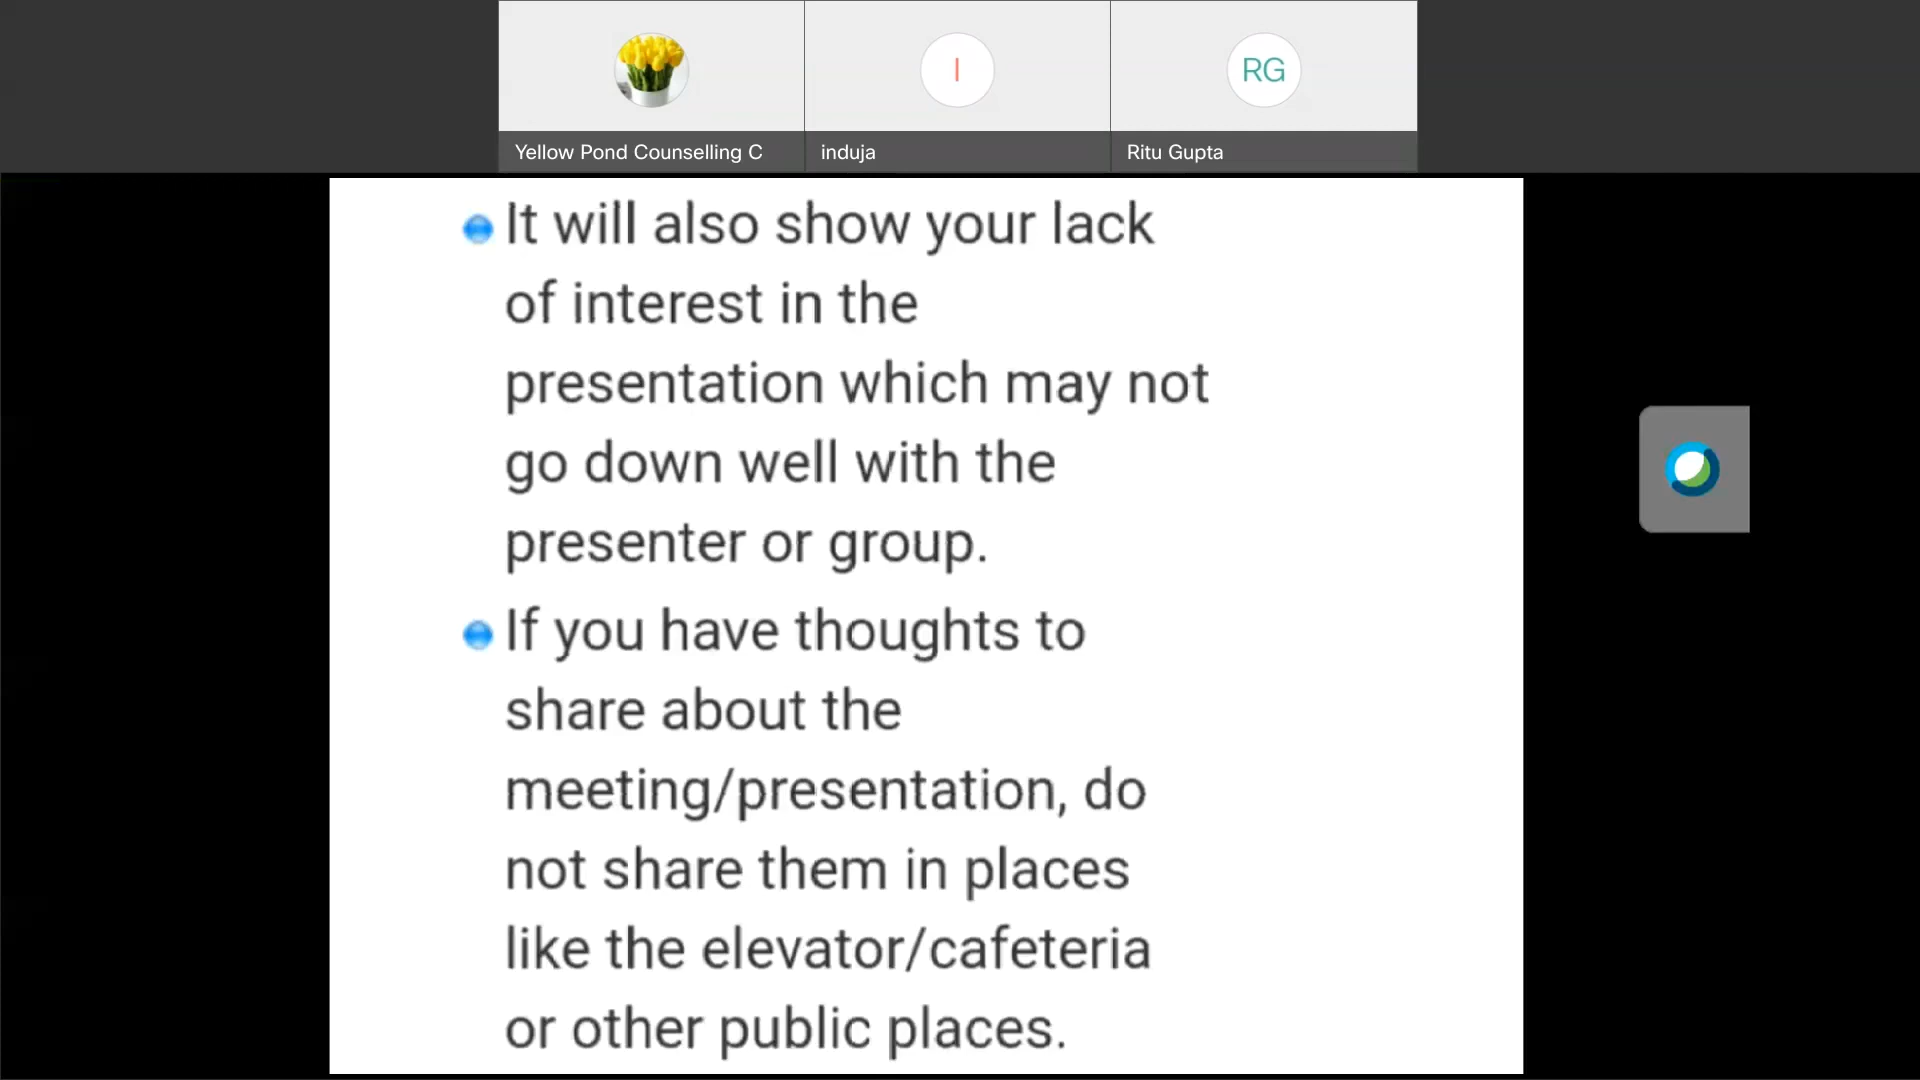 I
RG
Yellow Pond Counselling C
induja
Ritu Gupta
It will also show your lack
of interest in the
presentation which may not
go down well with the
presenter or group.
If you have thoughts to
share about the
meeting/presentation, do
not share them in places
like the elevator/cafeteria
or other public places.